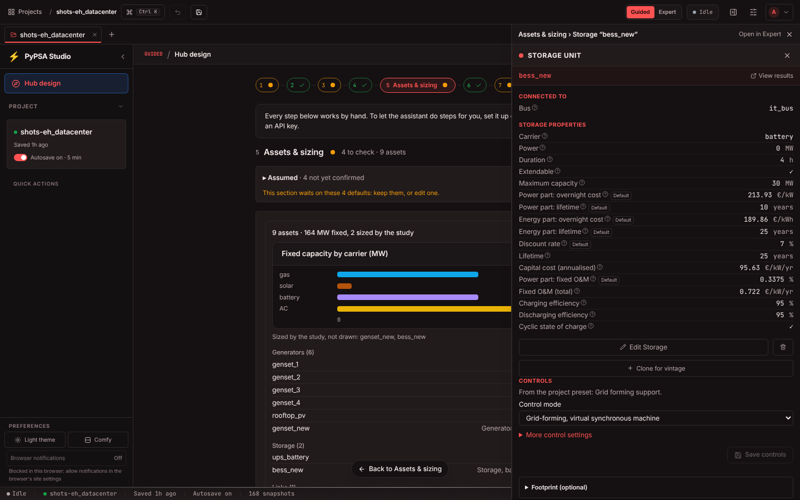 Projects / shots-eh_datacenter Ctrl K Guided Expert Idle A
shots-eh_datacenter
PyPSA Studio
Hub design
PROJECT
shots-eh_datacenter
Saved 1h ago
Autosave on · 5 min
QUICK ACTIONS
PREFERENCES
Light theme
Comfy
Browser notifications Off
Blocked in this browser: allow notifications in the browser's site settings
GUIDED / Hub design
1 2 3 4 5 Assets & sizing 6 7
Every step below works by hand. To let the assistant do steps for you, set it up
an API key.
5 Assets & sizing 4 to check · 9 assets
Assumed · 4 not yet confirmed
This section waits on these 4 defaults: keep them, or edit one.
9 assets · 164 MW fixed, 2 sized by the study
Fixed capacity by carrier (MW)
gas
solar
battery
AC
Sized by the study, not drawn: genset_new, bess_new
Generators (6)
genset_1
genset_2
genset_3
genset_4
rooftop_pv
genset_new
Storage (2)
ups_battery
bess_new
Storage, ba
Back to Assets & sizing
Assets & sizing › Storage "bess_new" Open in Expert
STORAGE UNIT
bess_new View results
CONNECTED TO
Bus it_bus
STORAGE PROPERTIES
Carrier battery
Power 0 MW
Duration 4 h
Extendable ✓
Maximum capacity 30 MW
Power part: overnight cost Default 213.93 €/kW
Power part: lifetime Default 10 years
Energy part: overnight cost Default 189.86 €/kWh
Energy part: lifetime Default 25 years
Discount rate Default 7 %
Lifetime 25 years
Capital cost (annualised) 95.63 €/kW/yr
Power part: fixed O&M Default 0.3375 %
Fixed O&M (total) 0.722 €/kW/yr
Charging efficiency 95 %
Discharging efficiency 95 %
Cyclic state of charge ✓
Edit Storage
+ Clone for vintage
CONTROLS
From the project preset: Grid forming support.
Control mode
Grid-forming, virtual synchronous machine
More control settings
Save controls
Footprint (optional)
Idle shots-eh_datacenter Saved 1h ago Autosave on 168 snapshots